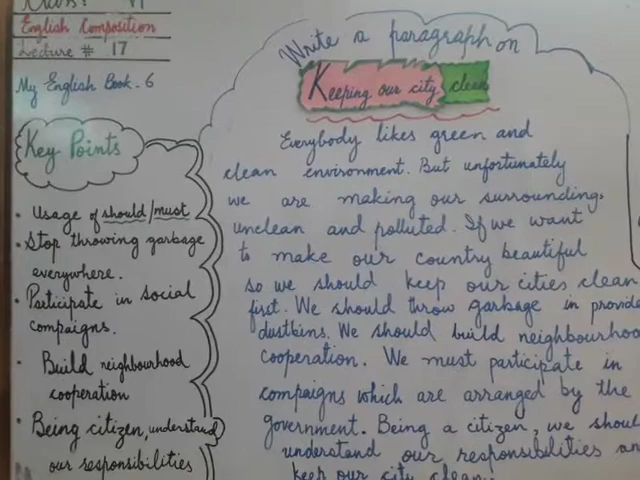 VI
English Composition
Lecture # 17
My English Book - 6
Key Points
• Usage of should/must
• Stop throwing garbage
everywhere.
• Participate in social
campaigns.
• Build neighbourhood
cooperation
• Being citizen, understand
our responsibilities
Write a paragraph on
Keeping our city clean
Everybody likes green and
clean environment. But unfortunately
we are making our surroundings
unclean and polluted. If we want
to make our country beautiful
so we should keep our cities clean
first. We should throw garbage in provide
dustbins. We should build neighbourhoo
cooperation. We must participate in
compaigns which are arranged by the
government. Being a citizen, we shoul
understand our responsibilities an
keep our city clean.